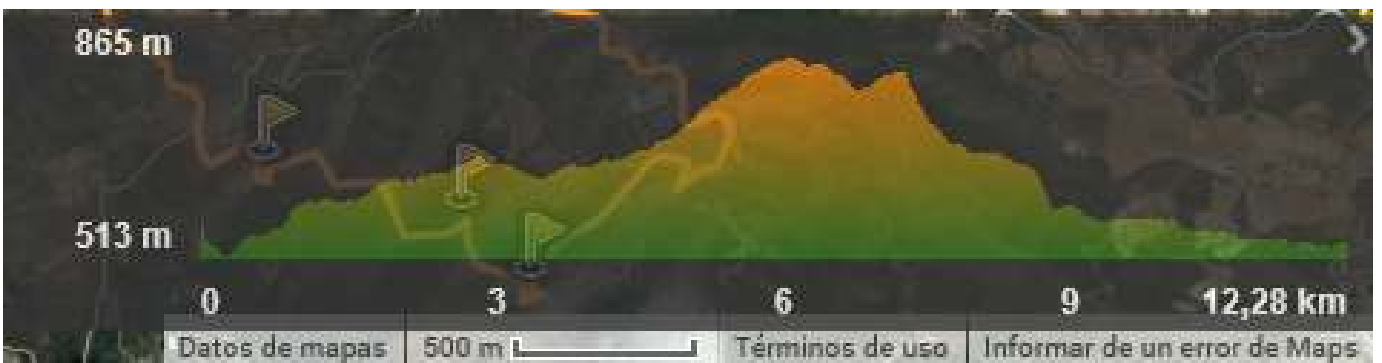 865 m
513 m
0 3 6 9 12,28 km
Datos de mapas 500 m Términos de uso Informar de un error de Maps